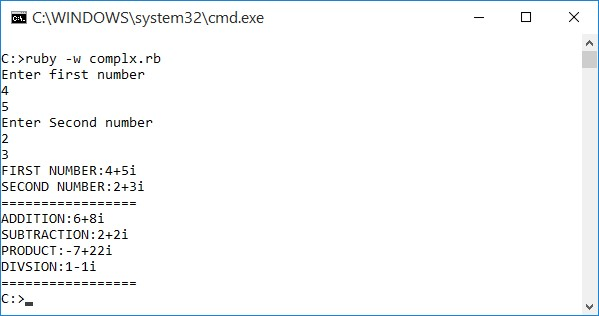 C:\WINDOWS\system32\cmd.exe
C:>ruby -w complx.rb
Enter first number
4
5
Enter Second number
2
3
FIRST NUMBER:4+5i
SECOND NUMBER:2+3i
=================
ADDITION:6+8i
SUBTRACTION:2+2i
PRODUCT:-7+22i
DIVSION:1-1i
=================
C:>